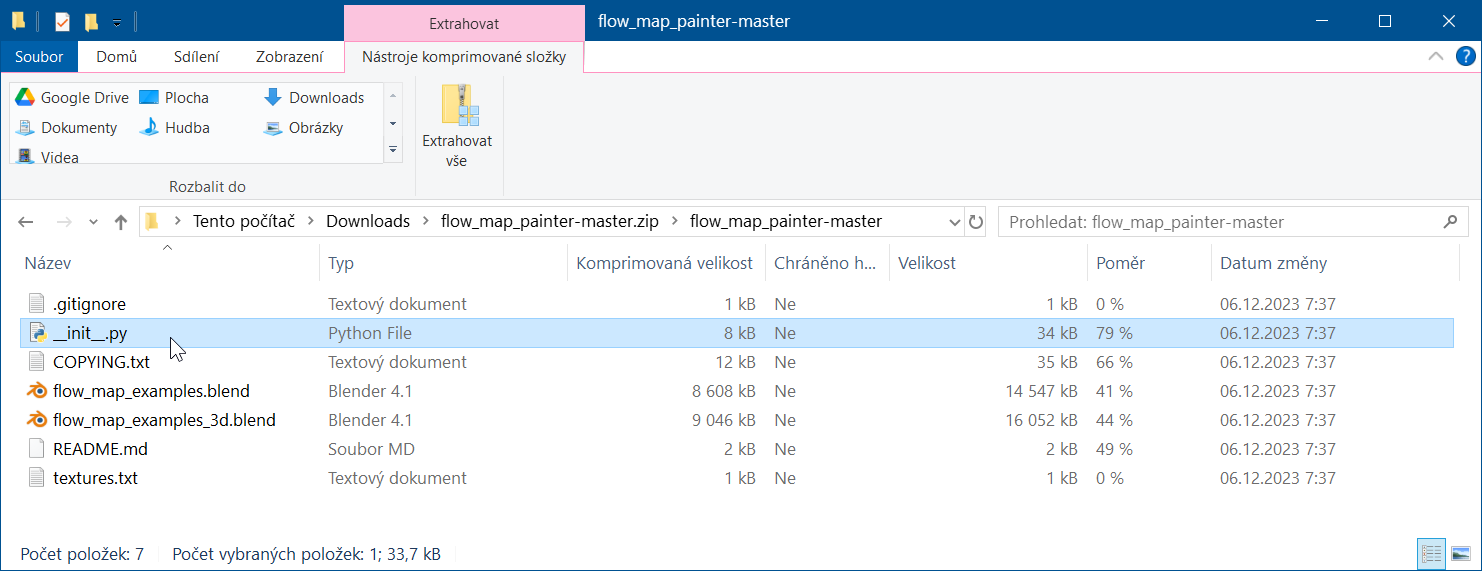 Extrahovat flow_map_painter-master
Soubor Domů Sdílení Zobrazení Nástroje komprimované složky
Google Drive Plocha Downloads
Dokumenty Hudba Obrázky
Videa
Extrahovat
vše
Rozbalit do
Tento počítač Downloads flow_map_painter-master.zip flow_map_painter-master Prohledat: flow_map_painter-master
Název Typ Komprimovaná velikost Chráněno h... Velikost Poměr Datum změny
.gitignore Textový dokument 1 kB Ne 1 kB 0 % 06.12.2023 7:37
__init__.py Python File 8 kB Ne 34 kB 79 % 06.12.2023 7:37
COPYING.txt Textový dokument 12 kB Ne 35 kB 66 % 06.12.2023 7:37
flow_map_examples.blend Blender 4.1 8 608 kB Ne 14 547 kB 41 % 06.12.2023 7:37
flow_map_examples_3d.blend Blender 4.1 9 046 kB Ne 16 052 kB 44 % 06.12.2023 7:37
README.md Soubor MD 2 kB Ne 2 kB 49 % 06.12.2023 7:37
textures.txt Textový dokument 1 kB Ne 1 kB 0 % 06.12.2023 7:37
Počet položek: 7 Počet vybraných položek: 1; 33,7 kB